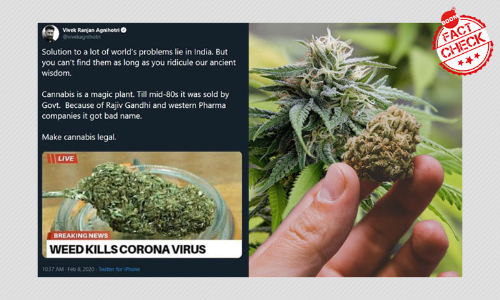 Vivek Ranjan Agnihotri
@vivekagnihotri
Solution to a lot of world's problems lie in India. But
you can't find them as long as you ridicule our ancient
wisdom.
Cannabis is a magic plant. Till mid-80s it was sold by
Govt. Because of Rajiv Gandhi and western Pharma
companies it got bad name.
Make cannabis legal.
LIVE
BREAKING NEWS
WEED KILLS CORONA VIRUS
10:37 AM · Feb 8, 2020 · Twitter for iPhone
BOOM
FACT
CHECK